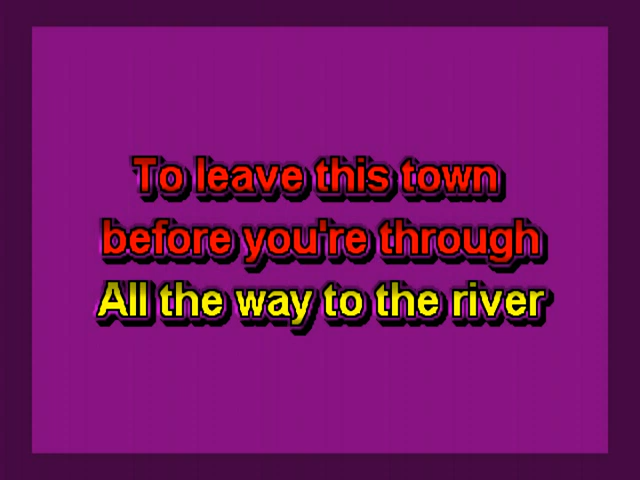 To leave this town
before you're through
All the way to the river